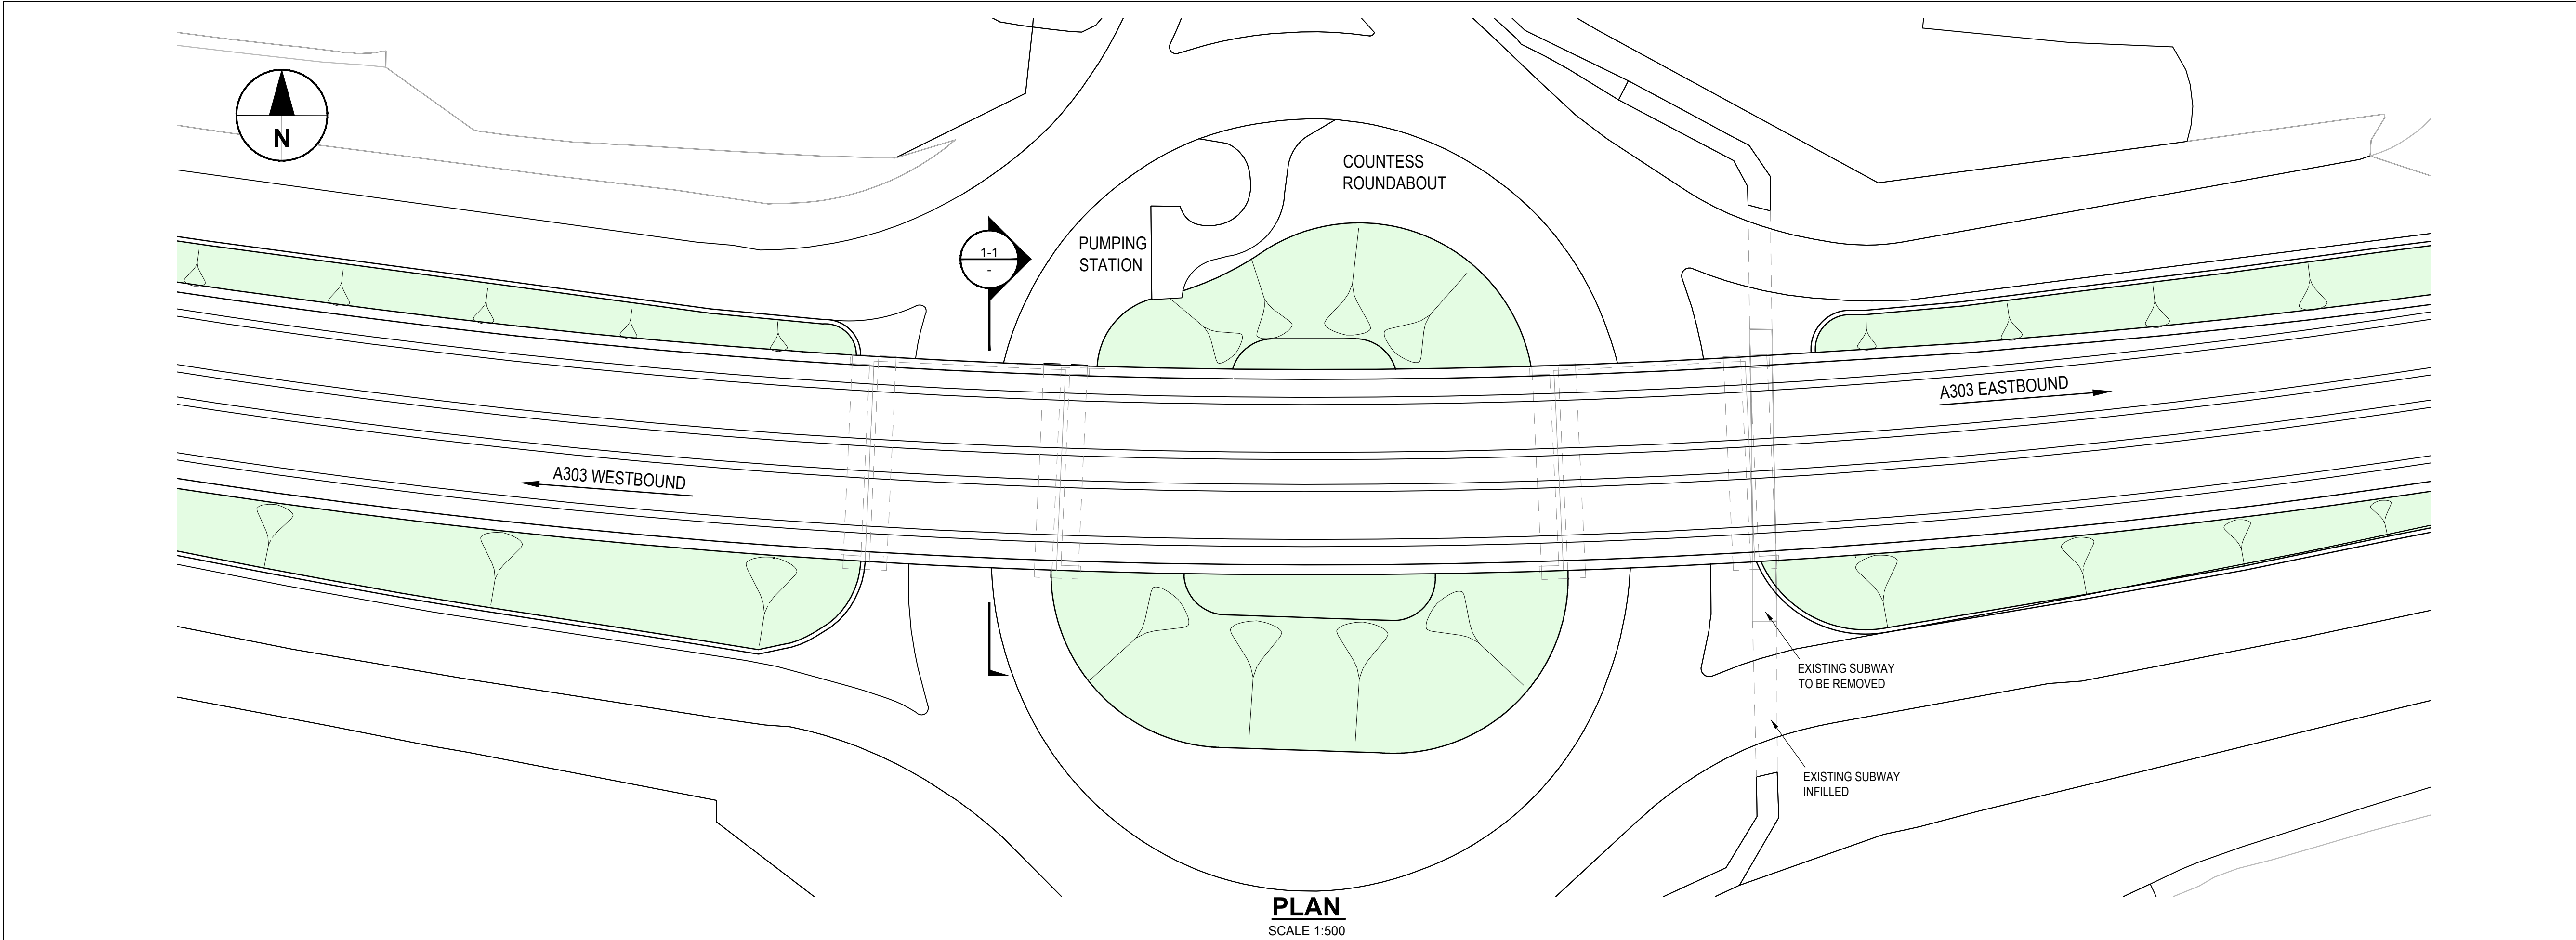 N
COUNTESS
ROUNDABOUT
1-1
-
PUMPING
STATION
A303 EASTBOUND
A303 WESTBOUND
EXISTING SUBWAY
TO BE REMOVED
EXISTING SUBWAY
INFILLED
PLAN
SCALE 1:500